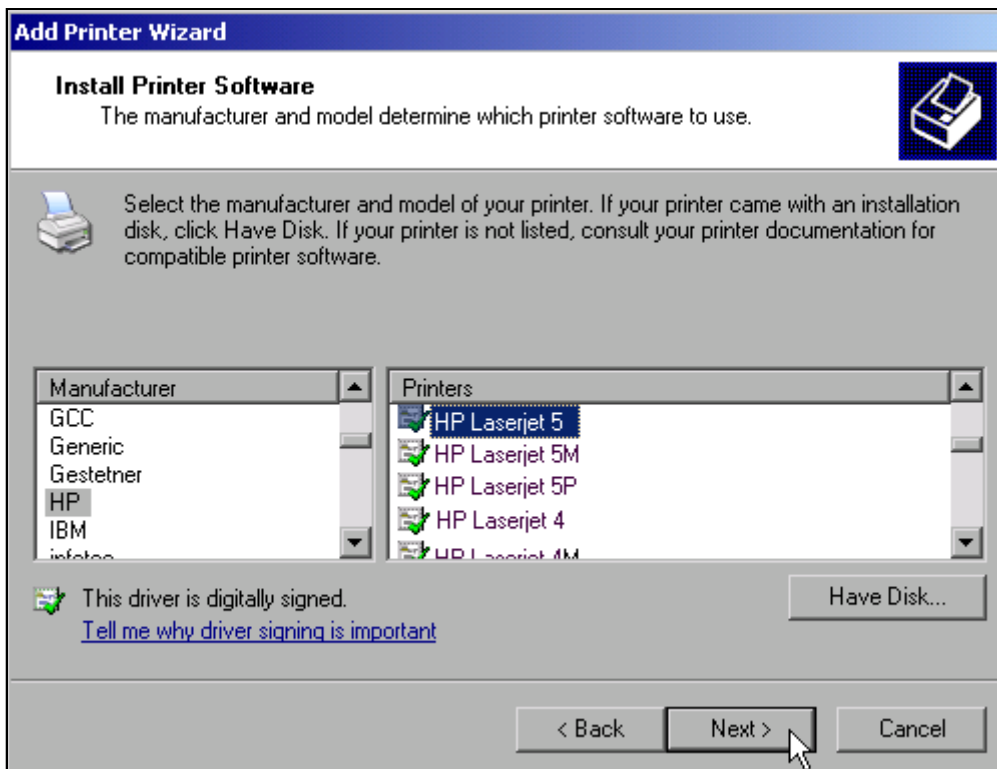 Add Printer Wizard
Install Printer Software
The manufacturer and model determine which printer software to use.
Select the manufacturer and model of your printer. If your printer came with an installation
disk, click Have Disk. If your printer is not listed, consult your printer documentation for
compatible printer software.
Manufacturer
GCC
Generic
Gestetner
HP
IBM
infotec
Printers
HP Laserjet 5
HP Laserjet 5M
HP Laserjet 5P
HP Laserjet 4
HP Laserjet 4M
This driver is digitally signed.
Tell me why driver signing is important
Have Disk...
< Back
Next >
Cancel